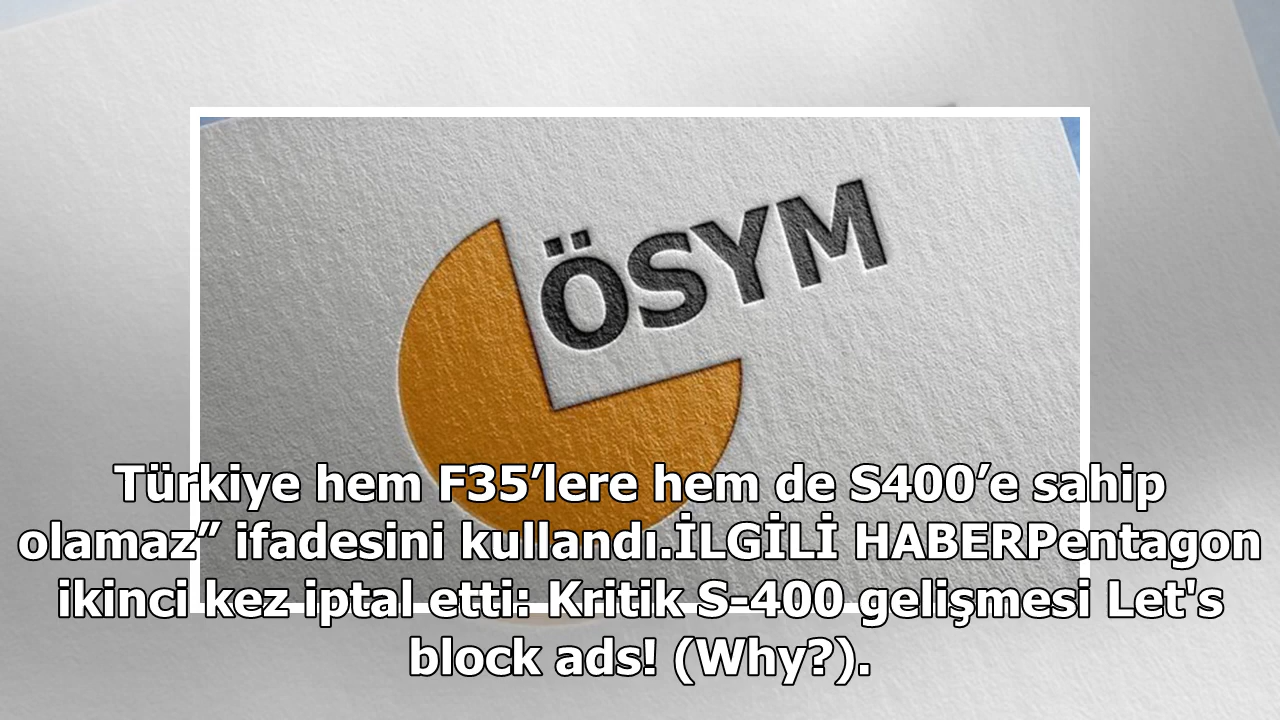 ÖSYM
Türkiye hem F35’lere hem de S400’e sahip
olamaz” ifadesini kullandı.İLGİLİ HABERPentagon
ikinci kez iptal etti: Kritik S-400 gelişmesi Let's
block ads! (Why?).